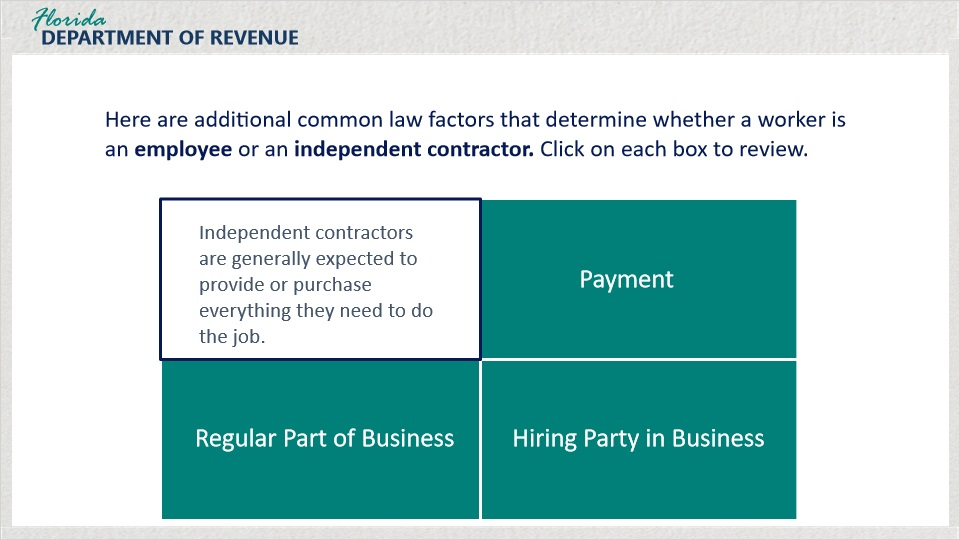 Florida
DEPARTMENT OF REVENUE
Here are additional common law factors that determine whether a worker is
an employee or an independent contractor. Click on each box to review.
Independent contractors
are generally expected to
provide or purchase
everything they need to do
the job.
Payment
Regular Part of Business
Hiring Party in Business